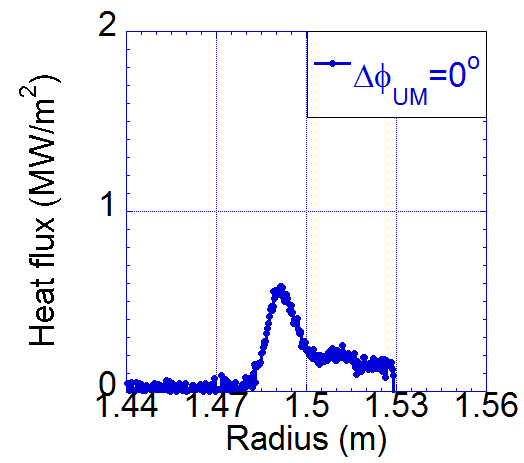 2
Δϕ_UM=0°
Heat flux (MW/m²)
1
0
1.44 1.47 1.5 1.53 1.56
Radius (m)